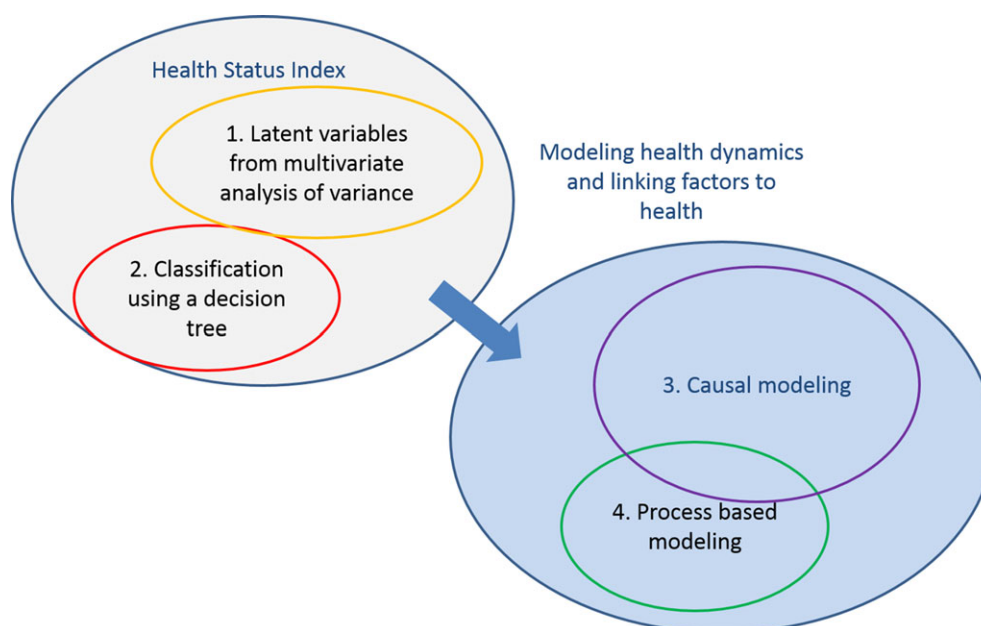 Health Status Index
1. Latent variables
from multivariate
analysis of variance
2. Classification
using a decision
tree
Modeling health dynamics
and linking factors to
health
3. Causal modeling
4. Process based
modeling